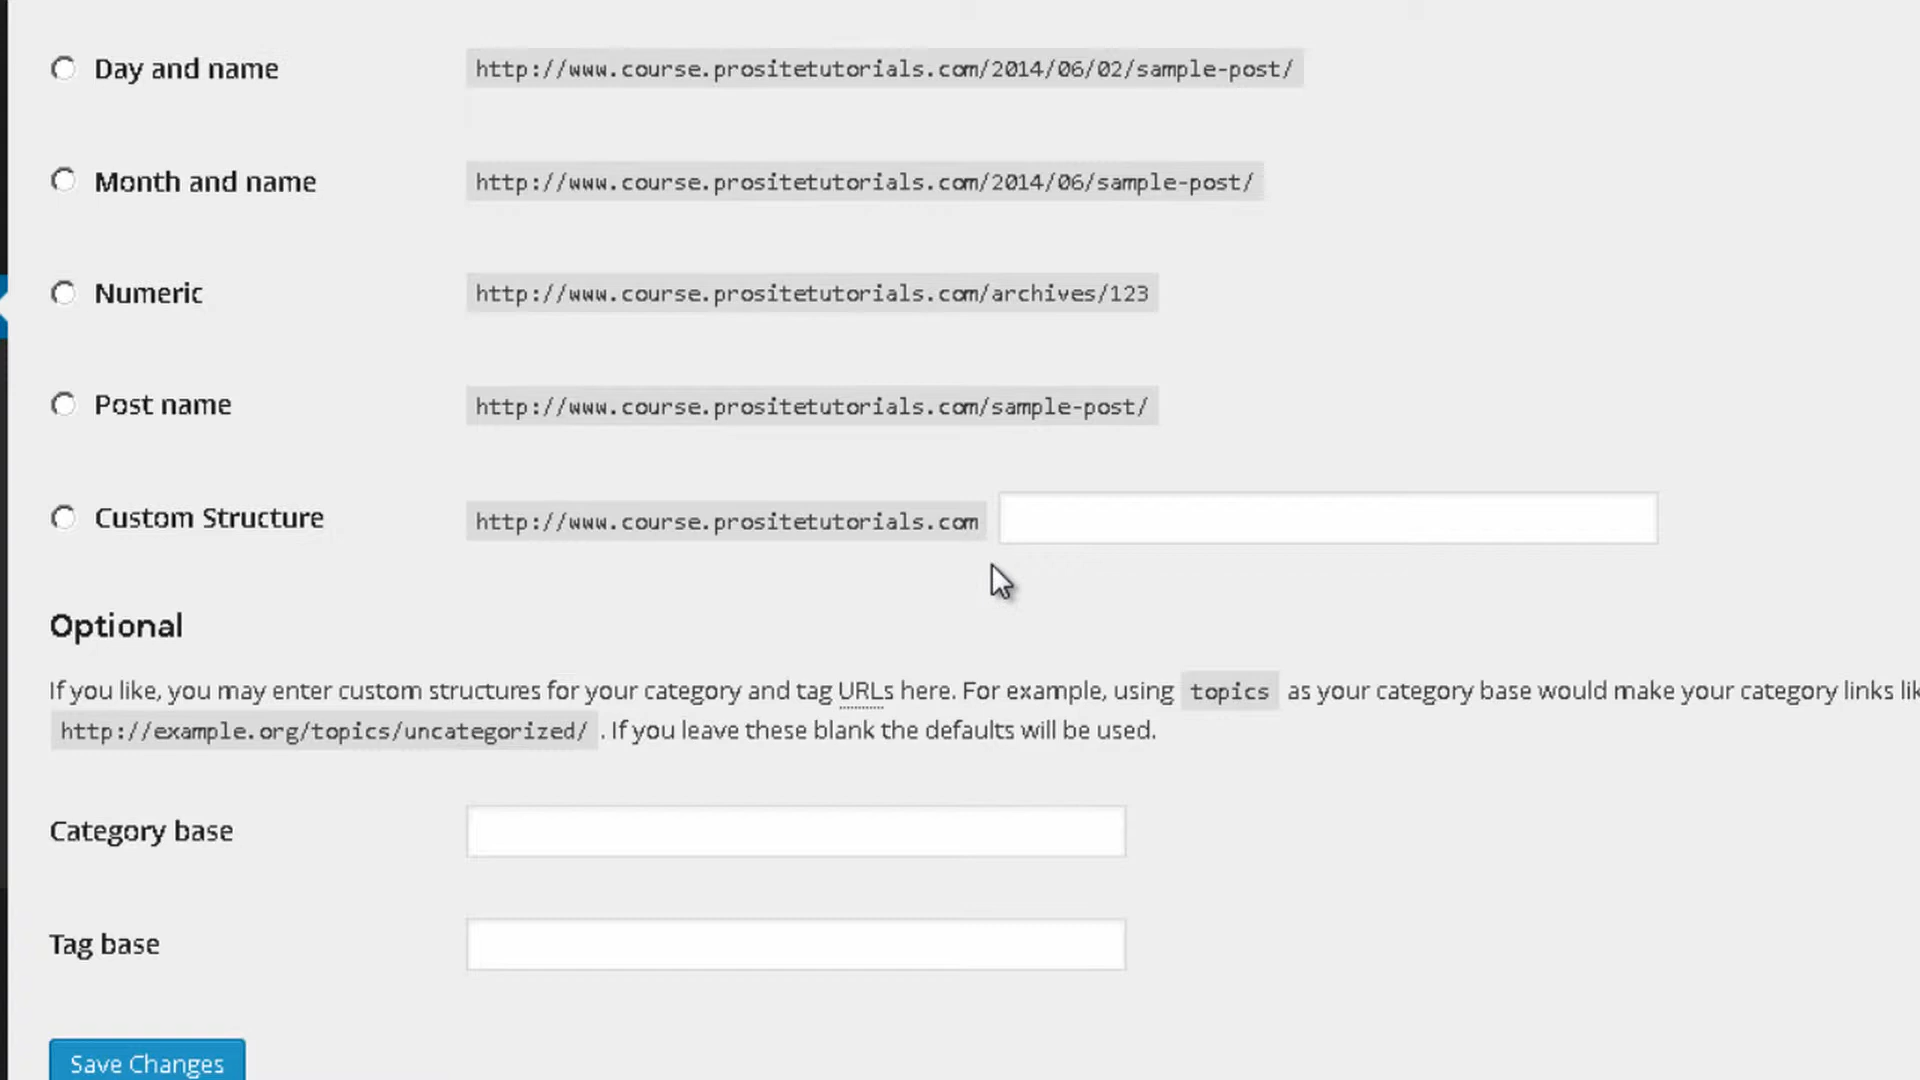 Day and name http://www.course.prositetutorials.com/2014/06/02/sample-post/
Month and name http://www.course.prositetutorials.com/2014/06/sample-post/
Numeric http://www.course.prositetutorials.com/archives/123
Post name http://www.course.prositetutorials.com/sample-post/
Custom Structure http://www.course.prositetutorials.com
Optional
If you like, you may enter custom structures for your category and tag URLs here. For example, using topics as your category base would make your category links
http://example.org/topics/uncategorized/ . If you leave these blank the defaults will be used.
Category base
Tag base
Save Changes